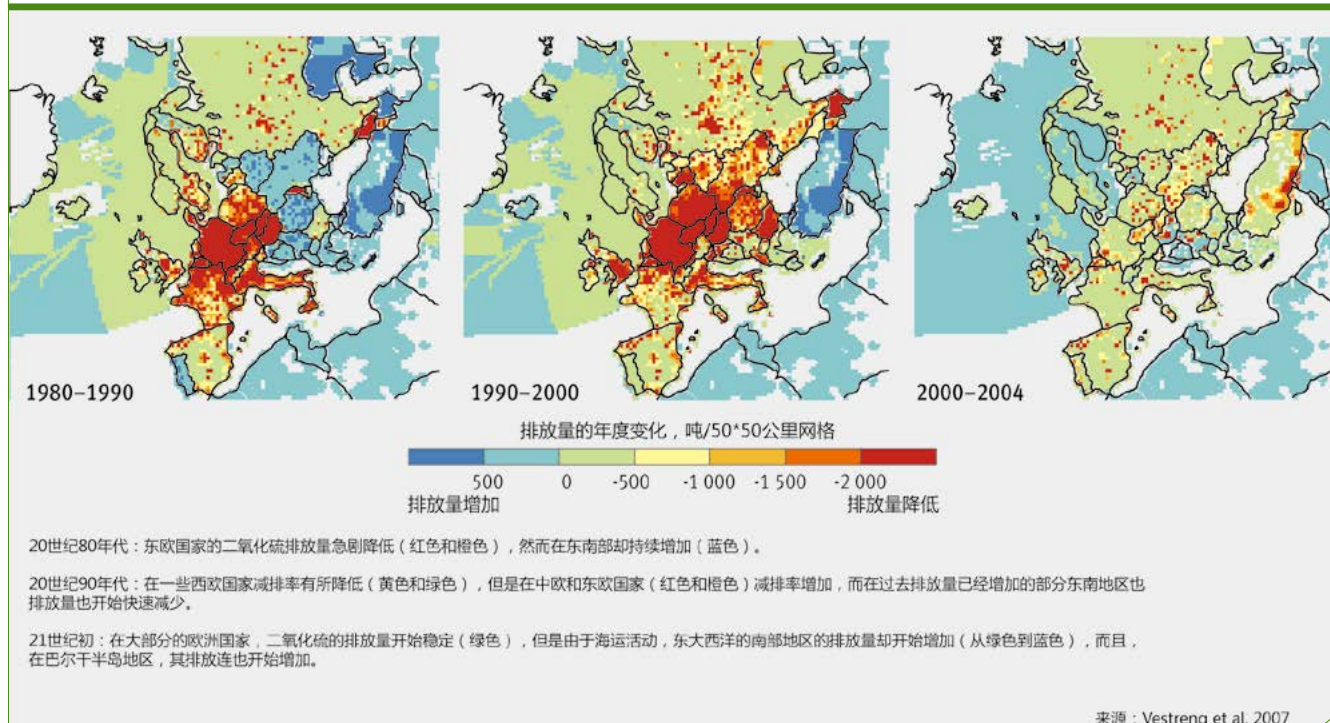 1980–1990
1990–2000
2000–2004
排放量的年度变化，吨/50*50公里网格
500 0 -500 -1 000 -1 500 -2 000
排放量增加 排放量降低
20世纪80年代：东欧国家的二氧化硫排放量急剧降低（红色和橙色），然而在东南部却持续增加（蓝色）。
20世纪90年代：在一些西欧国家减排率有所降低（黄色和绿色），但是在中欧和东欧国家（红色和橙色）减排率增加，而在过去排放量已经增加的部分东南地区也
排放量也开始快速减少。
21世纪初：在大部分的欧洲国家，二氧化硫的排放量开始稳定（绿色），但是由于海运活动，东大西洋的南部地区的排放量却开始增加（从绿色到蓝色），而且，
在巴尔干半岛地区，其排放连也开始增加。
来源：Vestreng et al. 2007